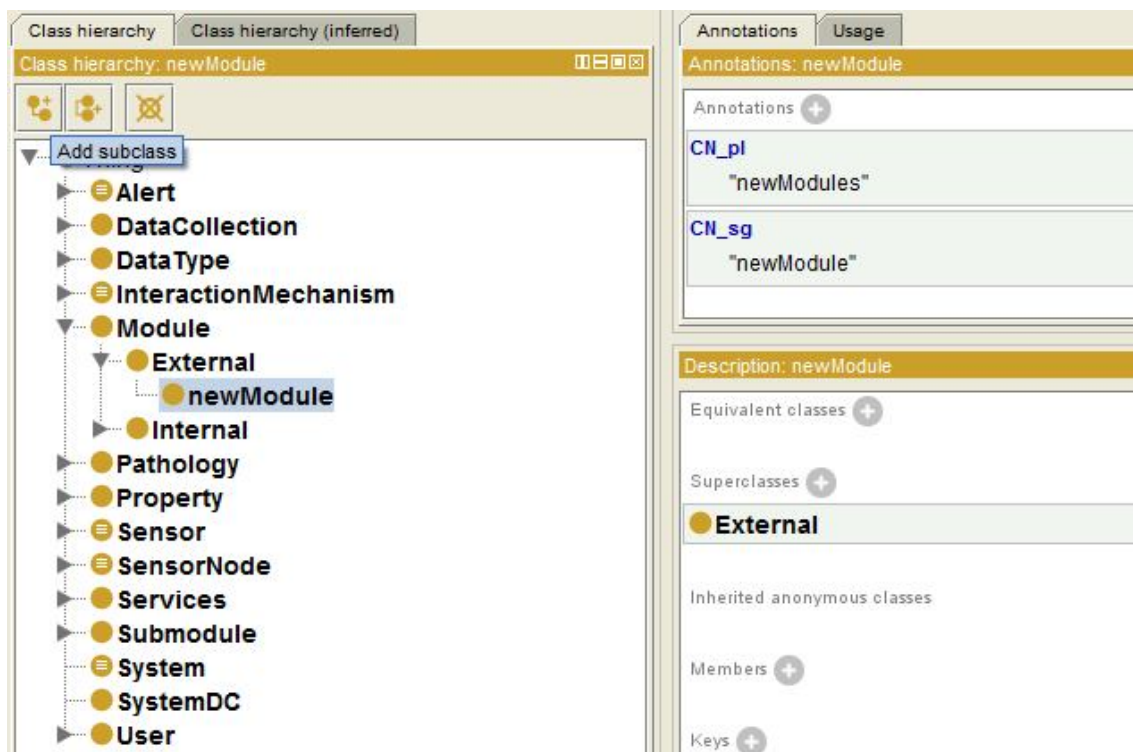 Class hierarchy
Class hierarchy (inferred)
Class hierarchy: newModule
Add subclass
Alert
DataCollection
DataType
InteractionMechanism
Module
External
newModule
Internal
Pathology
Property
Sensor
SensorNode
Services
Submodule
System
SystemDC
User
Annotations
Usage
Annotations: newModule
Annotations
CN_pl
"newModules"
CN_sg
"newModule"
Description: newModule
Equivalent classes
Superclasses
External
Inherited anonymous classes
Members
Keys